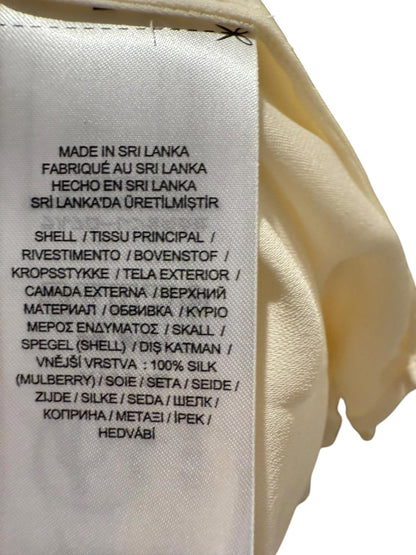 MADE IN SRI LANKA
FABRIQUÉ AU SRI LANKA
HECHO EN SRI LANKA
SRİ LANKA'DA ÜRETİLMİŞTİR
SHELL / TISSU PRINCIPAL /
RIVESTIMENTO / BOVENSTOF /
KROPSSTYKKE / TELA EXTERIOR /
CAMADA EXTERNA / ВЕРХНИЙ
МАТЕРИАЛ / ОБВИВКА / ΚΥΡΙΟ
ΜΕΡΟΣ ΕΝΔΥΜΑΤΟΣ / SKALL /
SPEGEL (SHELL) / DIŞ KATMAN /
VNĚJŠÍ VRSTVA : 100% SILK
(MULBERRY) / SOIE / SETA / SEIDE /
ZIJDE / SILKE / SEDA / ШЕЛК /
КОПРИНА / ΜΕΤΑΞΙ / İPEK /
HEDVÁBÍ